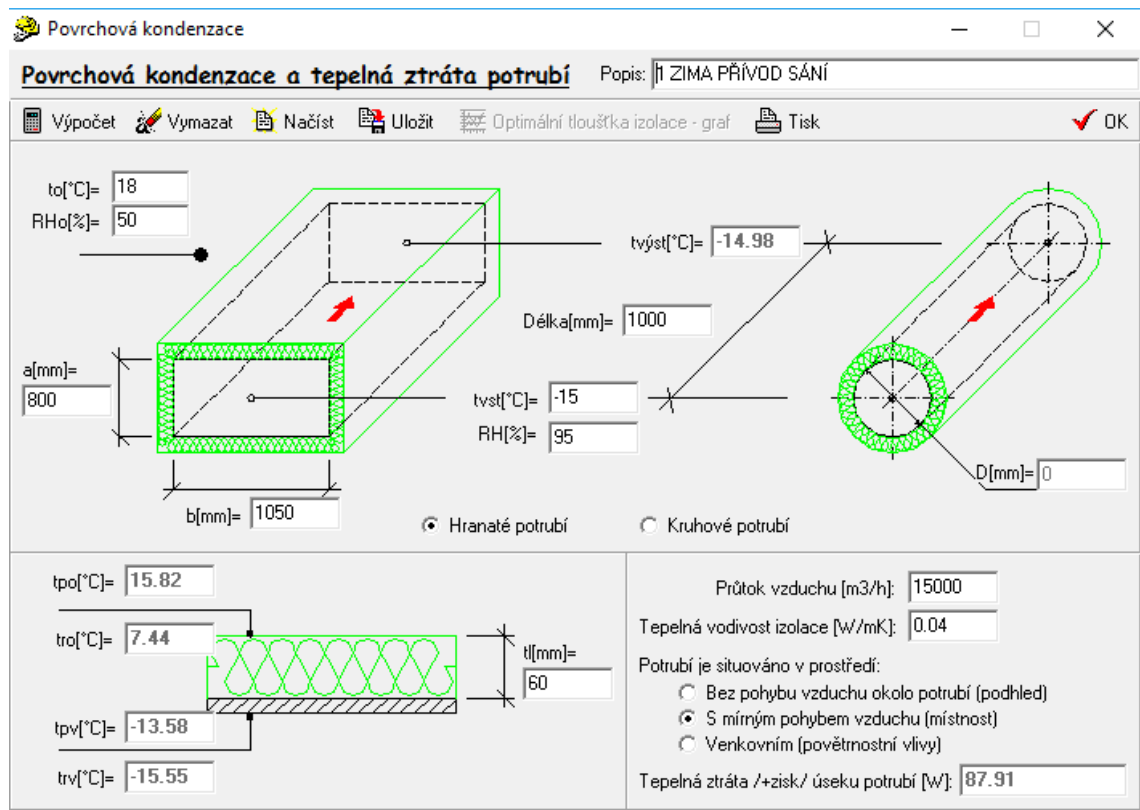 Povrchová kondenzace
Povrchová kondenzace a tepelná ztráta potrubí Popis: 1 ZIMA PŘÍVOD SÁNÍ
Výpočet Vymazat Načíst Uložit Optimální tloušťka izolace - graf Tisk OK
to[°C]= 18
RHo[%]= 50
tvýst[°C]= -14.98
Délka[mm]= 1000
a[mm]=
800
tvst[°C]= -15
RH[%]= 95
D[mm]= 0
b[mm]= 1050
Hranaté potrubí Kruhové potrubí
tpo[°C]= 15.82
tro[°C]= 7.44
tl[mm]=
60
tpv[°C]= -13.58
trv[°C]= -15.55
Průtok vzduchu [m3/h]: 15000
Tepelná vodivost izolace [W/mK]: 0.04
Potrubí je situováno v prostředí:
Bez pohybu vzduchu okolo potrubí (podhled)
S mírným pohybem vzduchu (místnost)
Venkovním (povětrnostní vlivy)
Tepelná ztráta /+zisk/ úseku potrubí [W]: 87.91